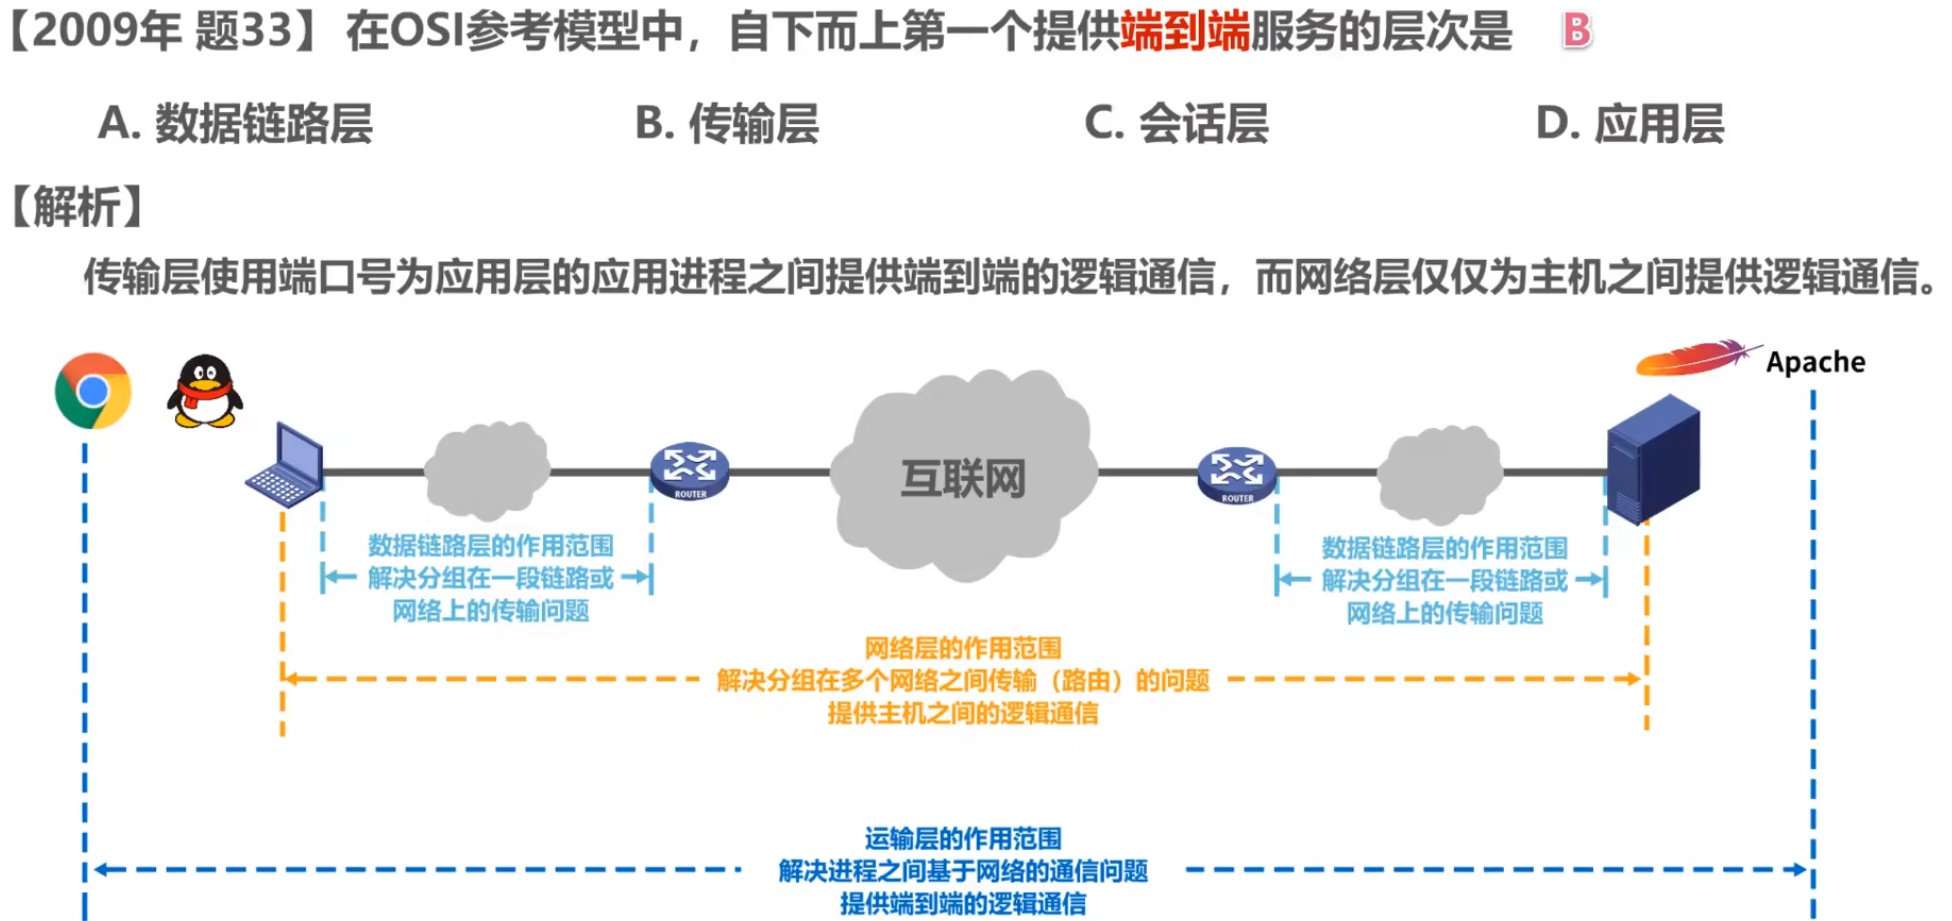 【2009年 题33】 在OSI参考模型中，自下而上第一个提供端到端服务的层次是 B
A. 数据链路层 B. 传输层 C. 会话层 D. 应用层
【解析】
传输层使用端口号为应用层的应用进程之间提供端到端的逻辑通信，而网络层仅仅为主机之间提供逻辑通信。
Apache
互联网
ROUTER
ROUTER
数据链路层的作用范围
解决分组在一段链路或
网络上的传输问题
数据链路层的作用范围
解决分组在一段链路或
网络上的传输问题
网络层的作用范围
解决分组在多个网络之间传输（路由）的问题
提供主机之间的逻辑通信
运输层的作用范围
解决进程之间基于网络的通信问题
提供端到端的逻辑通信